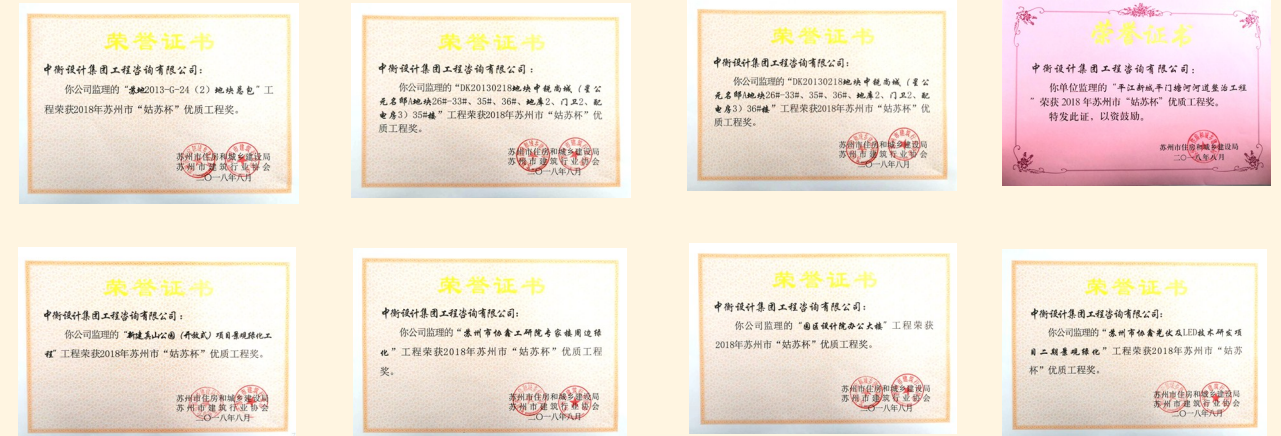 荣誉证书
中衡设计集团工程咨询有限公司：
你公司监理的“苏地2013-G-24（2）地块总包”工
程荣获2018年苏州市“姑苏杯”优质工程奖。
苏州市住房和城乡建设局
苏州市建筑行业协会
二〇一八年八月
荣誉证书
中衡设计集团工程咨询有限公司：
你公司监理的“DK20130218地块中锐尚城（星公
元名邸A地块26#-33#、35#、36#、地库2、门卫2、配
电房3）35#楼”工程荣获2018年苏州市“姑苏杯”优
质工程奖。
苏州市住房和城乡建设局
苏州市建筑行业协会
二〇一八年八月
荣誉证书
中衡设计集团工程咨询有限公司：
你公司监理的“DK20130218地块中锐尚城（星公
元名邸A地块26#-33#、35#、36#、地库2、门卫2、配
电房3）36#楼”工程荣获2018年苏州市“姑苏杯”优
质工程奖。
苏州市住房和城乡建设局
苏州市建筑行业协会
二〇一八年八月
荣誉证书
中衡设计集团工程咨询有限公司：
你单位监理的“平江新城平门塘河河道整治工程
”荣获 2018 年苏州市“姑苏杯”优质工程奖。
特发此证，以资鼓励。
苏州市住房和城乡建设局
二〇一八年八月
荣誉证书
中衡设计集团工程咨询有限公司：
你公司监理的“新建真山公园（开放式）项目景观绿化工
程”工程荣获2018年苏州市“姑苏杯”优质工程奖。
苏州市住房和城乡建设局
苏州市建筑行业协会
二〇一八年八月
荣誉证书
中衡设计集团工程咨询有限公司：
你公司监理的“苏州市协鑫工研院专家楼周边绿
化”工程荣获2018年苏州市“姑苏杯”优质工程
奖。
苏州市住房和城乡建设局
苏州市建筑行业协会
二〇一八年八月
荣誉证书
中衡设计集团工程咨询有限公司：
你公司监理的“园区设计院办公大楼”工程荣获
2018年苏州市“姑苏杯”优质工程奖。
苏州市住房和城乡建设局
苏州市建筑行业协会
二〇一八年八月
荣誉证书
中衡设计集团工程咨询有限公司：
你公司监理的“苏州市协鑫光伏及LED技术研发项
目二期景观绿化”工程荣获2018年苏州市“姑苏
杯”优质工程奖。
苏州市住房和城乡建设局
苏州市建筑行业协会
二〇一八年八月